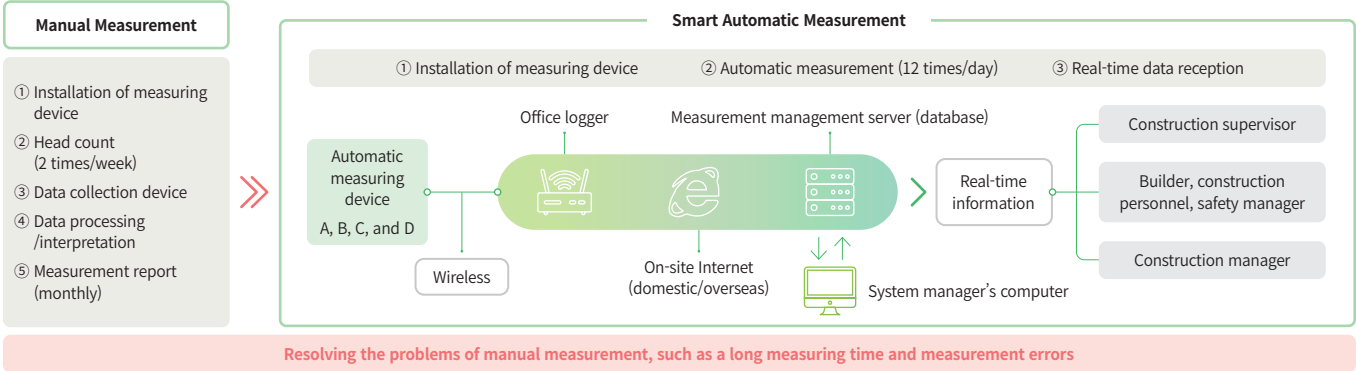 Manual Measurement
① Installation of measuring
device
② Head count
(2 times/week)
③ Data collection device
④ Data processing
/interpretation
⑤ Measurement report
(monthly)
Smart Automatic Measurement
① Installation of measuring device
② Automatic measurement (12 times/day)
③ Real-time data reception
Automatic
measuring
device
A, B, C, and D
Wireless
Office logger
On-site Internet
(domestic/overseas)
Measurement management server (database)
System manager's computer
Real-time
information
Construction supervisor
Builder, construction
personnel, safety manager
Construction manager
Resolving the problems of manual measurement, such as a long measuring time and measurement errors